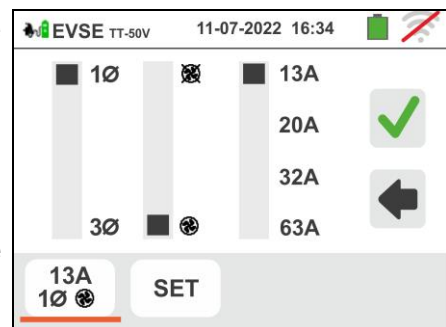 EVSE TT-50V 11-07-2022 16:34
1Ø 13A
20A
32A
3Ø 63A
13A
1Ø
SET